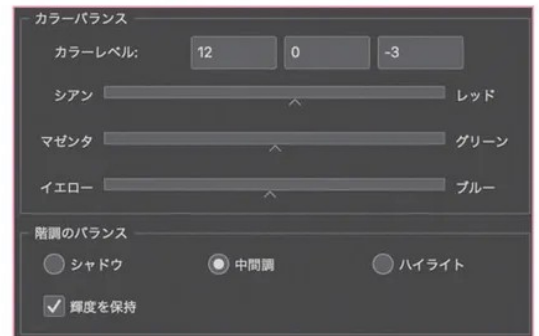 カラーバランス
カラーレベル: 12 0 -3
シアン レッド
マゼンタ グリーン
イエロー ブルー
階調のバランス
シャドウ 中間調 ハイライト
輝度を保持